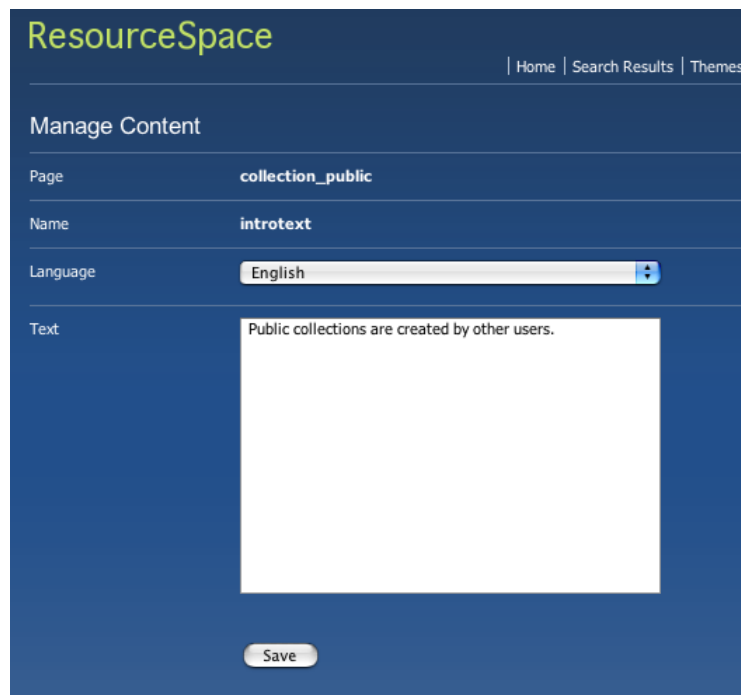 ResourceSpace
| Home | Search Results | Themes
Manage Content
Page collection_public
Name introtext
Language English
Text Public collections are created by other users.
Save